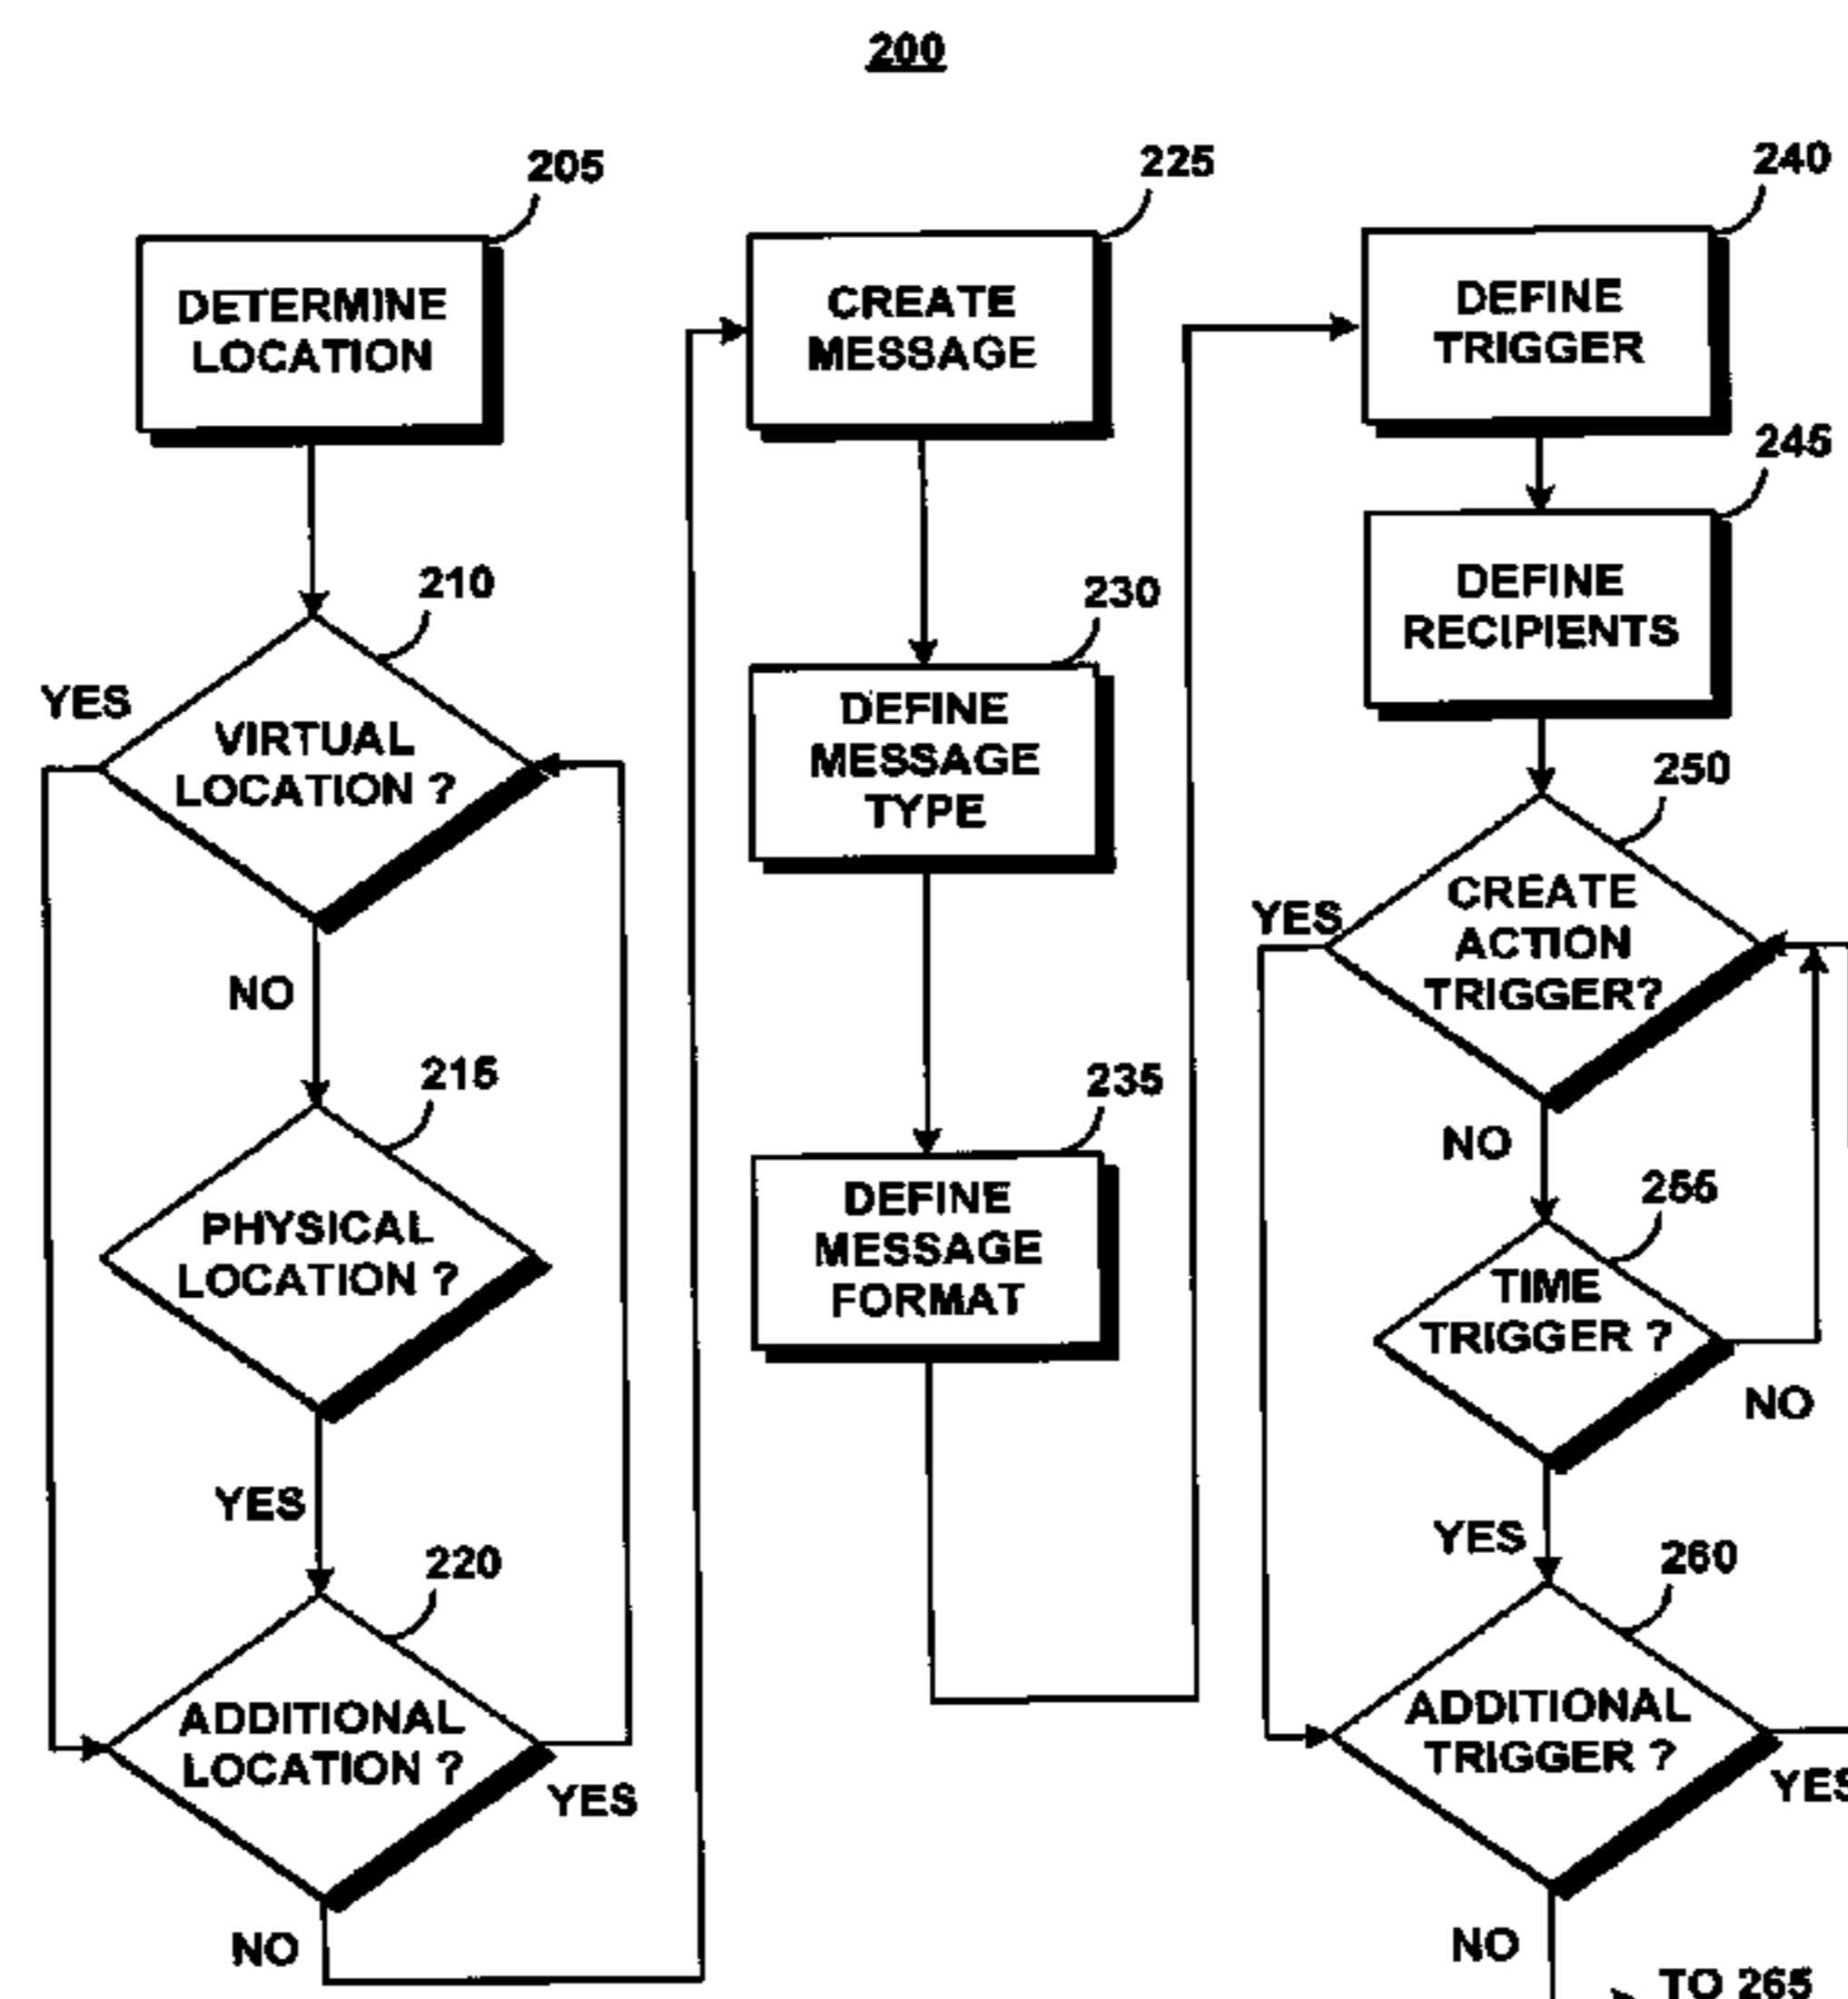 200
205
DETERMINE
LOCATION
210
YES
VIRTUAL
LOCATION ?
NO
215
PHYSICAL
LOCATION ?
YES
220
ADDITIONAL
LOCATION ?
YES
NO
225
CREATE
MESSAGE
230
DEFINE
MESSAGE
TYPE
235
DEFINE
MESSAGE
FORMAT
240
DEFINE
TRIGGER
245
DEFINE
RECIPIENTS
250
YES
CREATE
ACTION
TRIGGER?
NO
255
TIME
TRIGGER ?
NO
YES
260
ADDITIONAL
TRIGGER ?
YES
NO
TO 265